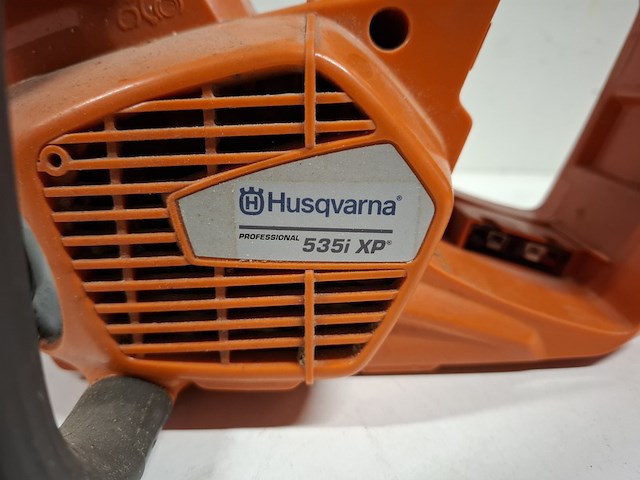 Husqvarna®
PROFESSIONAL
535i XP®